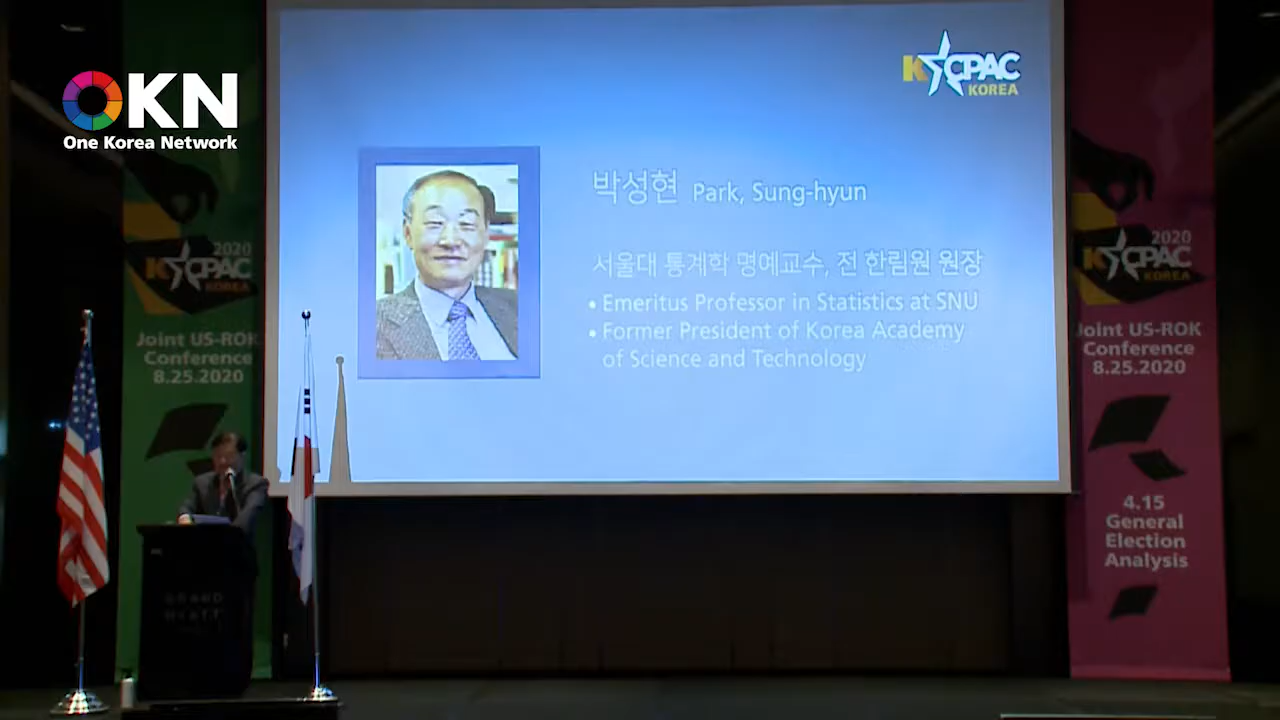 OKN
One Korea Network
KCPAC
KOREA
박성현 Park, Sung-hyun
서울대 통계학 명예교수, 전 한림원 원장
• Emeritus Professor in Statistics at SNU
• Former President of Korea Academy
of Science and Technology
2020
KCPAC
KOREA
Joint US-ROK
Conference
8.25.2020
GRAND
HYATT
2020
KCPAC
KOREA
Joint US-ROK
Conference
8.25.2020
4.15
General
Election
Analysis